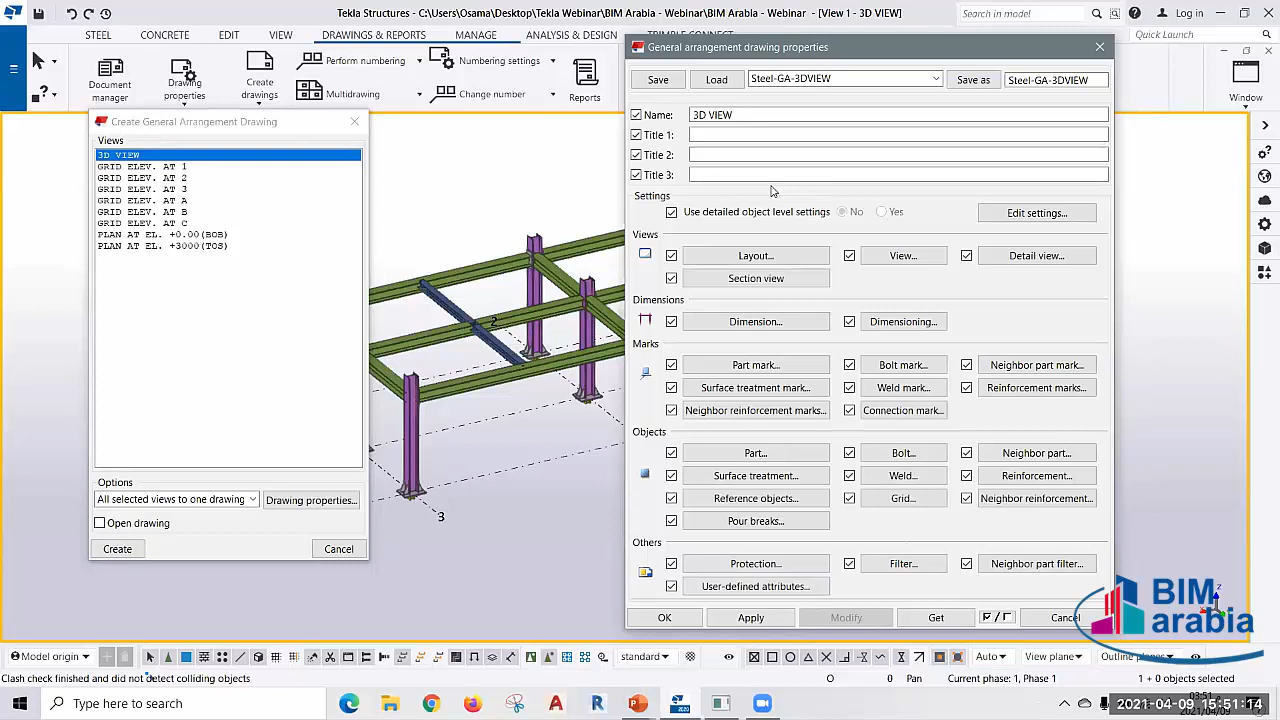 Tekla Structures - C:\Users\Osama\Desktop\Tekla Webinar\BIM Arabia - Webinar\BIM Arabia - We
- [View 1 - 3D
Search in model
Log in
STEEL CONCRETE EDIT VIEW DRAWINGS & REPORTS MANAGE ANALYSIS & DESIGN
Quick Launch
Document manager
Drawing properties
Create drawings
Perform numbering
Multidrawing
Numbering settings
Change number
Reports
Window
Create General Arrangement Drawing
Views
3D VIEW
GRID ELEV. AT 1
GRID ELEV. AT 2
GRID ELEV. AT 3
GRID ELEV. AT A
GRID ELEV. AT B
GRID ELEV. AT C
PLAN AT EL. +0.00(BOB)
PLAN AT EL. +3000(TOS)
Options
All selected views to one drawing
Drawing properties...
Open drawing
Create
Cancel
2
3
General arrangement drawing properties
Save
Load
Steel-GA-3DVIEW
Save as
Steel-GA-3DVIEW
Name: 3D VIEW
Title 1:
Title 2:
Title 3:
Settings
Use detailed object level settings No Yes Edit settings...
Views
Layout... View... Detail view...
Section view
Dimensions
Dimension... Dimensioning...
Marks
Part mark... Bolt mark... Neighbor part mark...
Surface treatment mark... Weld mark... Reinforcement marks...
Neighbor reinforcement marks... Connection mark...
Objects
Part... Bolt... Neighbor part...
Surface treatment... Weld... Reinforcement...
Reference objects... Grid... Neighbor reinforcement...
Pour breaks...
Others
Protection... Filter... Neighbor part filter...
User-defined attributes...
OK Apply Modify Get Cancel
BIM
arabia
Z
Model origin
standard
Auto
View plane
Outline planes
Clash check finished and did not detect colliding objects
O 0 Pan Current phase: 1, Phase 1 1 + 0 objects selected
Type here to search
2021-04-09 15:51:14